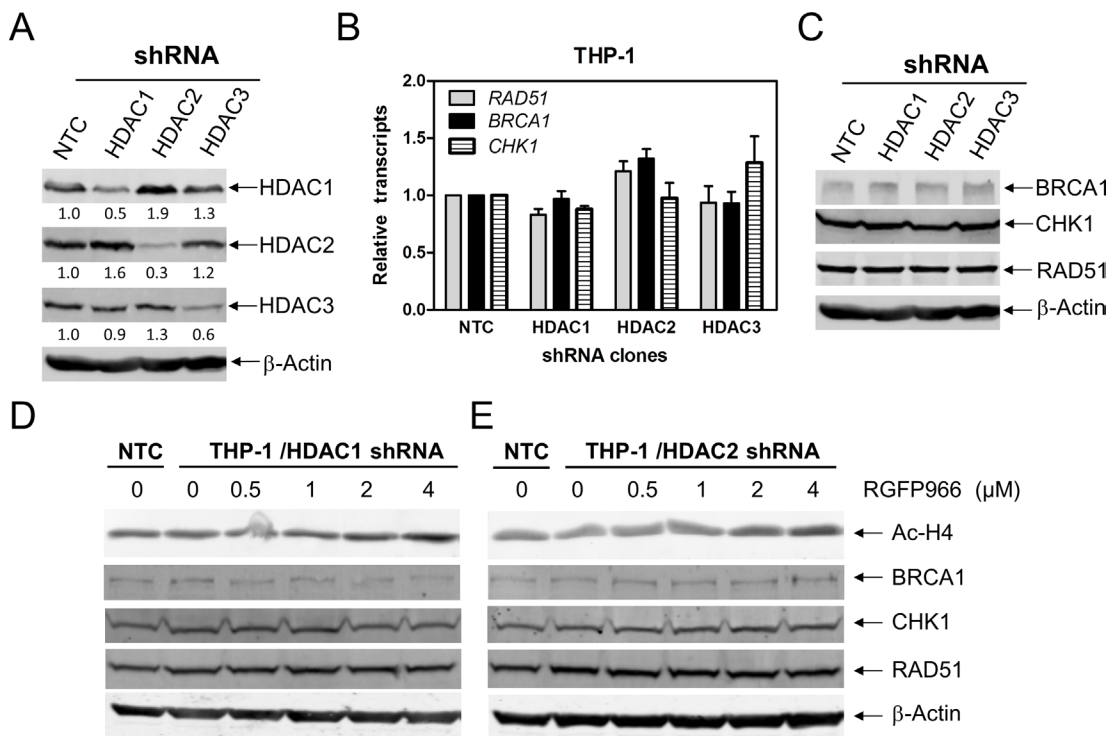 A
shRNA
NTC HDAC1 HDAC2 HDAC3
HDAC1
1.0 0.5 1.9 1.3
HDAC2
1.0 1.6 0.3 1.2
HDAC3
1.0 0.9 1.3 0.6
β-Actin
B
THP-1
2.0
1.5
1.0
0.5
0.0
Relative transcripts
RAD51
BRCA1
CHK1
NTC HDAC1 HDAC2 HDAC3
shRNA clones
C
shRNA
NTC HDAC1 HDAC2 HDAC3
BRCA1
CHK1
RAD51
β-Actin
D
NTC THP-1 /HDAC1 shRNA
0 0 0.5 1 2 4
E
NTC THP-1 /HDAC2 shRNA
0 0 0.5 1 2 4 RGFP966 (µM)
Ac-H4
BRCA1
CHK1
RAD51
β-Actin